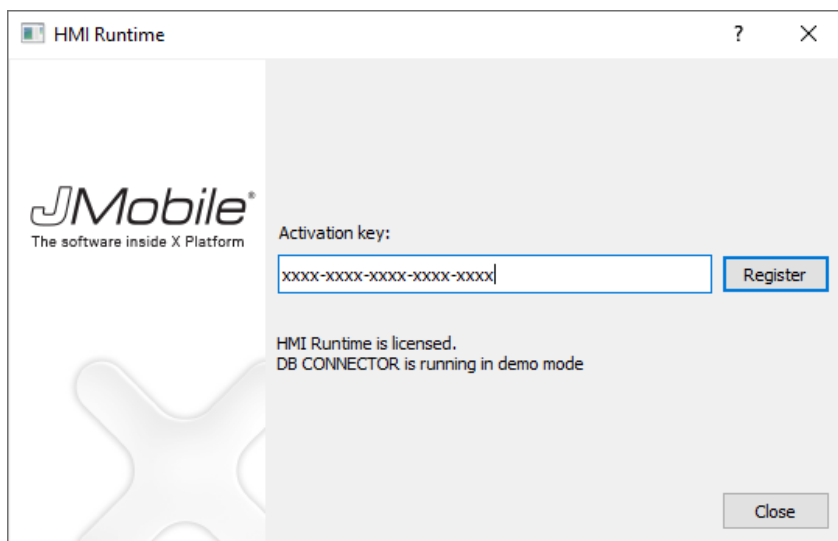 HMI Runtime
?
JMobile®
The software inside X Platform
Activation key:
xxxx-xxxx-xxxx-xxxx-xxxx
Register
HMI Runtime is licensed.
DB CONNECTOR is running in demo mode
Close